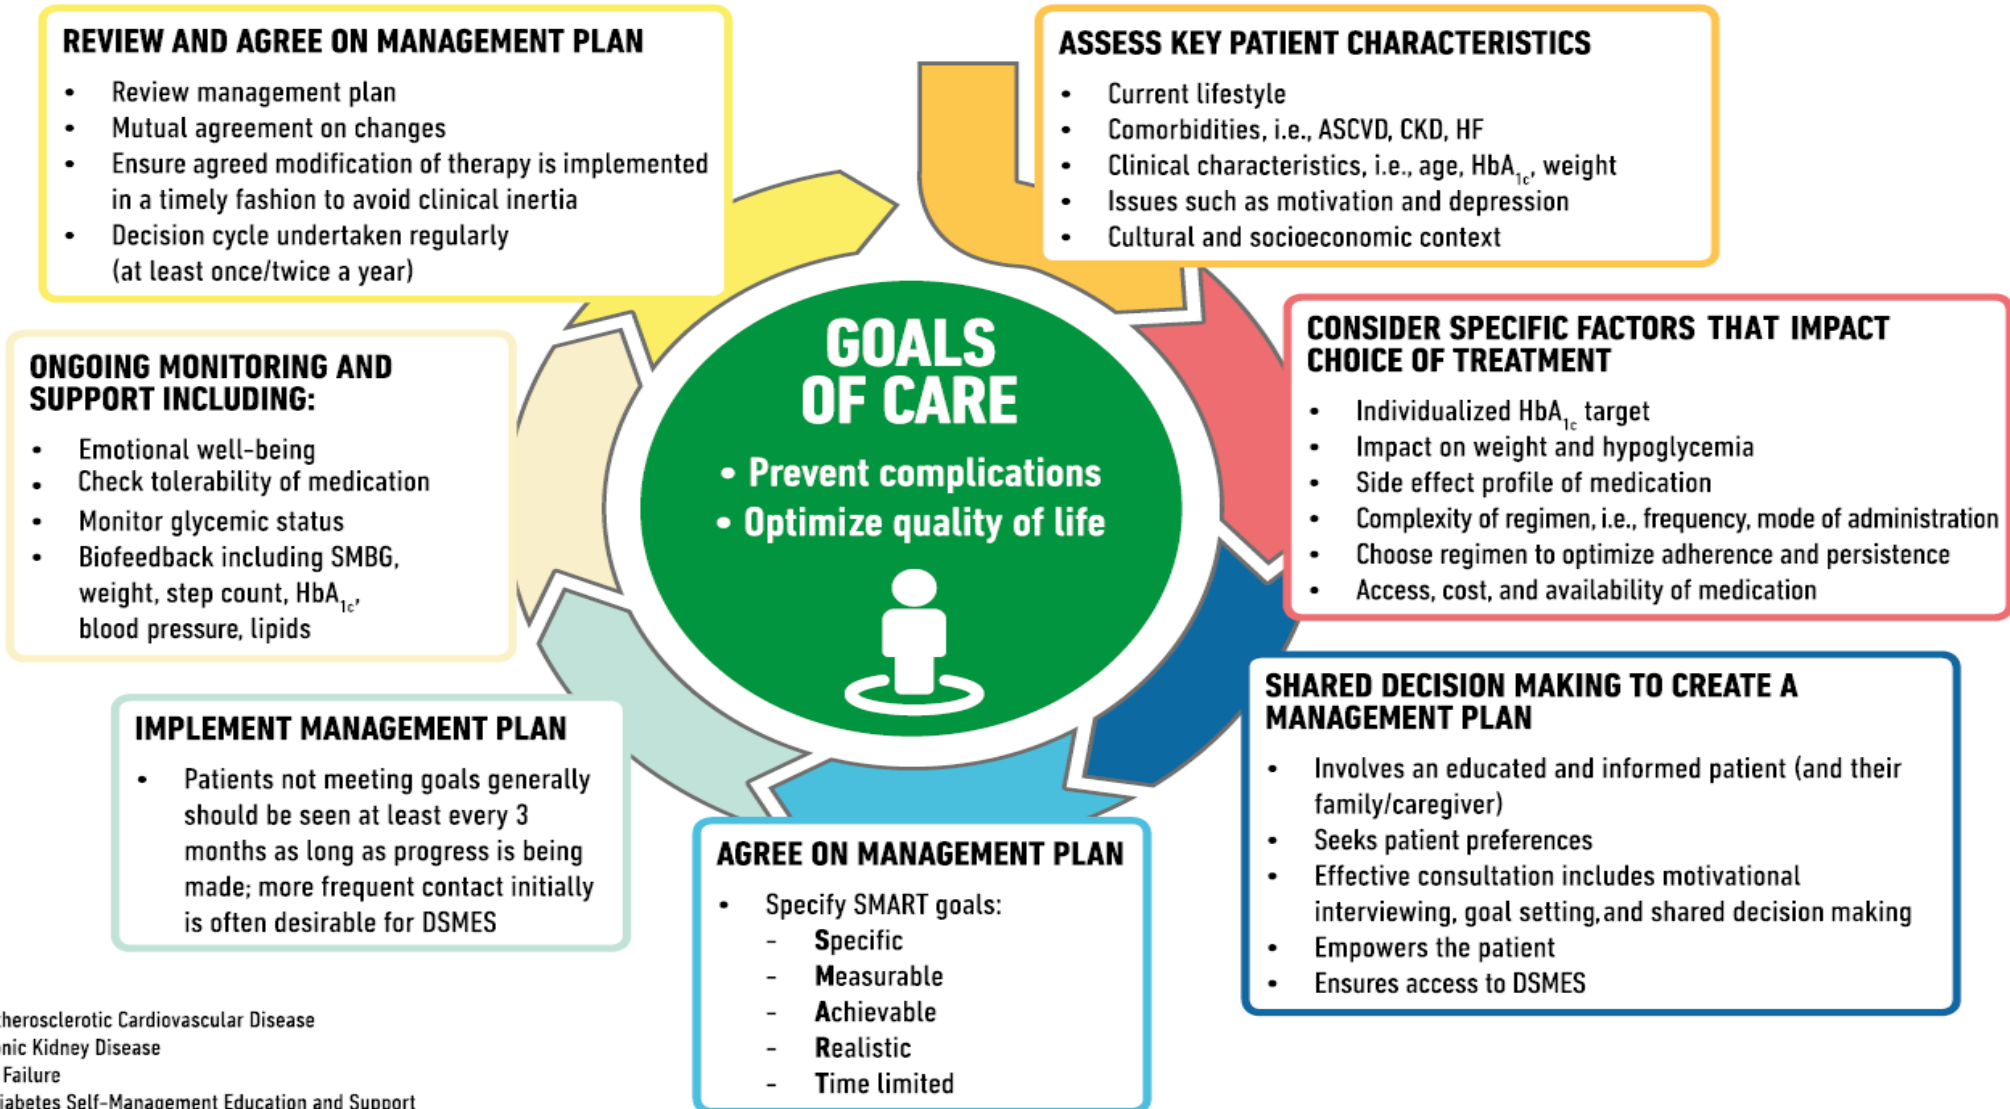 REVIEW AND AGREE ON MANAGEMENT PLAN
• Review management plan
• Mutual agreement on changes
• Ensure agreed modification of therapy is implemented
in a timely fashion to avoid clinical inertia
• Decision cycle undertaken regularly
(at least once/twice a year)
ASSESS KEY PATIENT CHARACTERISTICS
• Current lifestyle
• Comorbidities, i.e., ASCVD, CKD, HF
• Clinical characteristics, i.e., age, HbA1c, weight
• Issues such as motivation and depression
• Cultural and socioeconomic context
CONSIDER SPECIFIC FACTORS THAT IMPACT
CHOICE OF TREATMENT
• Individualized HbA1c target
• Impact on weight and hypoglycemia
• Side effect profile of medication
• Complexity of regimen, i.e., frequency, mode of administration
• Choose regimen to optimize adherence and persistence
• Access, cost, and availability of medication
SHARED DECISION MAKING TO CREATE A
MANAGEMENT PLAN
• Involves an educated and informed patient (and their
family/caregiver)
• Seeks patient preferences
• Effective consultation includes motivational
interviewing, goal setting,and shared decision making
• Empowers the patient
• Ensures access to DSMES
AGREE ON MANAGEMENT PLAN
• Specify SMART goals:
- Specific
- Measurable
- Achievable
- Realistic
- Time limited
IMPLEMENT MANAGEMENT PLAN
• Patients not meeting goals generally
should be seen at least every 3
months as long as progress is being
made; more frequent contact initially
is often desirable for DSMES
ONGOING MONITORING AND
SUPPORT INCLUDING:
• Emotional well-being
• Check tolerability of medication
• Monitor glycemic status
• Biofeedback including SMBG,
weight, step count, HbA1c,
blood pressure, lipids
GOALS
OF CARE
• Prevent complications
• Optimize quality of life
Cardiovascular Disease
Kidney Disease
Failure
Self-Management Education and Support